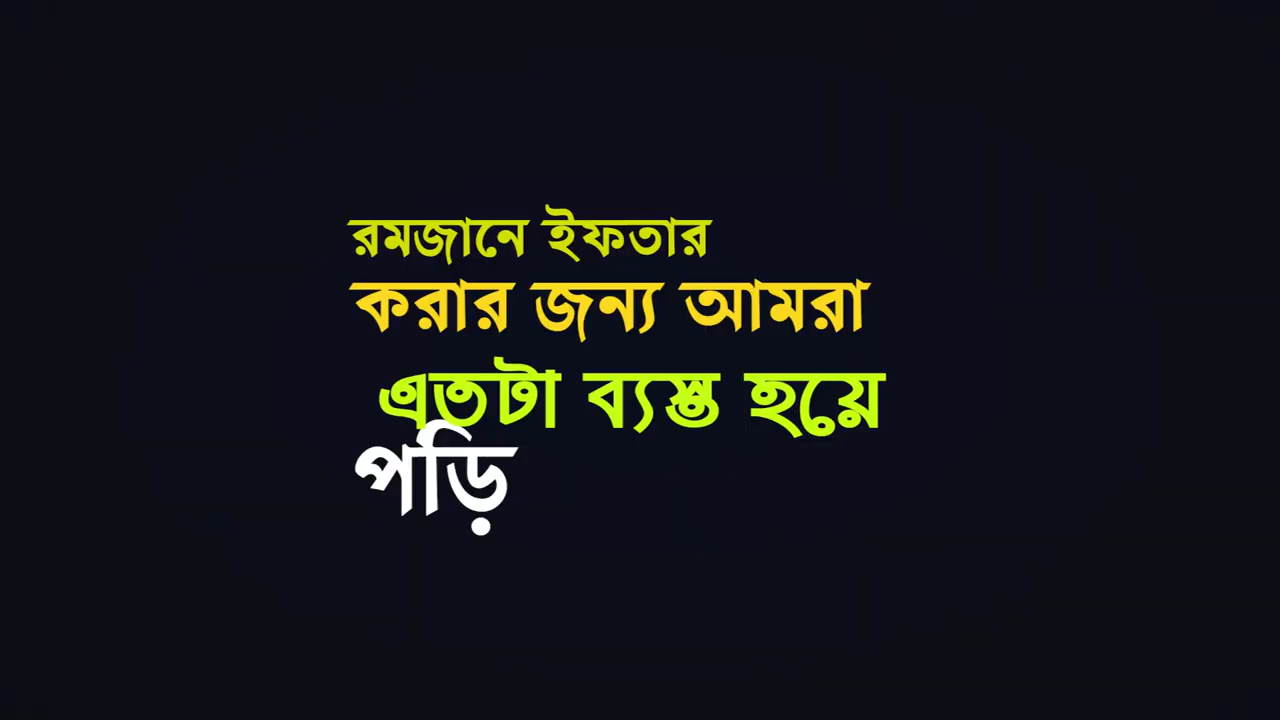 রমজানে ইফতার
করার জন্য আমরা
এতটা ব্যস্ত হয়ে
পড়ি